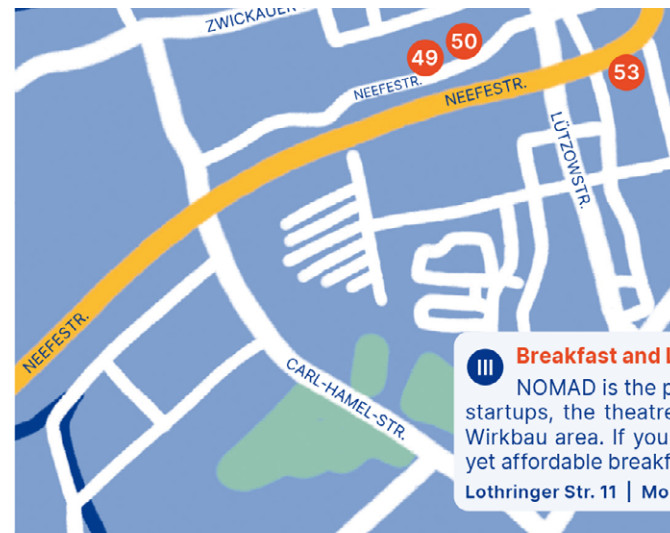 ZWICKAUER
49
50
53
NEEFESTR.
NEEFESTR.
LÜTZOWSTR.
NEEFESTR.
CARL-HAMEL-STR.
III
Breakfast and
NOMAD is the
startups, the theatre
Wirkbau area. If you
yet affordable
Lothringer Str. 11 | Mo